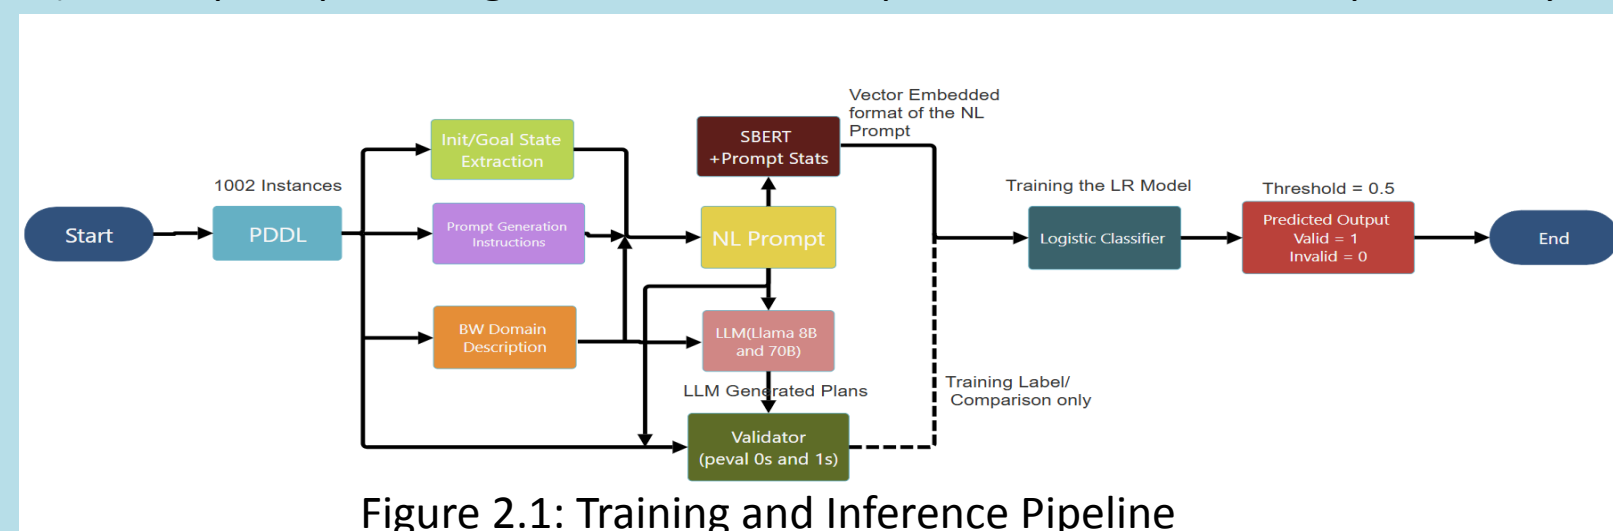 Vector Embedded
format of the NL
Prompt
Init/Goal State
Extraction
SBERT
+Prompt Stats
1002 Instances
Training the LR Model
Threshold = 0.5
Start
PDDL
Prompt Generation
Instructions
NL Prompt
Logistic Classifier
Predicted Output
Valid = 1
Invalid = 0
End
BW Domain
Description
LLM(Llama 8B
and 70B)
LLM Generated Plans
Training Label/
Comparison only
Validator
(peval 0s and 1s)
Figure 2.1: Training and Inference Pipeline